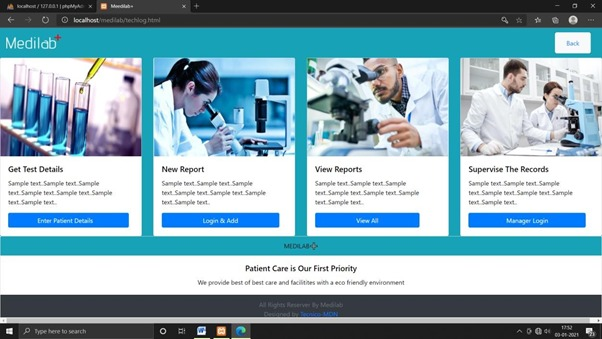 localhost / 127.0.0.1 | phpMyAd
Meedilab+
localhost/medilab/techlog.html
Medilab+
Back
Get Test Details
Sample text..Sample text..Sample
text..Sample text..Sample text..Sample
text..Sample text..
Enter Patient Details
New Report
Sample text..Sample text..Sample
text..Sample text..Sample text..Sample
text..Sample text..
Login & Add
View Reports
Sample text..Sample text..Sample
text..Sample text..Sample text..Sample
text..Sample text..
View All
Supervise The Records
Sample text..Sample text..Sample
text..Sample text..Sample text..Sample
text..Sample text..
Manager Login
MEDILAB
Patient Care is Our First Priority
We provide best of best care and facilitites with a eco friendly environment
All Rights Reserver By Medilab
Designed by Tecnico-MDN
Type here to search
17:52
03-01-2021